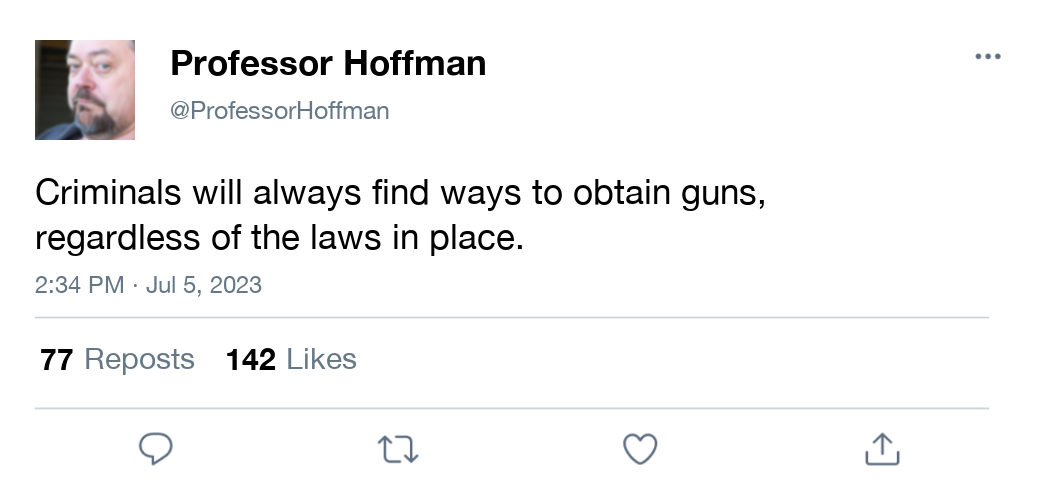 Professor Hoffman
@ProfessorHoffman
Criminals will always find ways to obtain guns,
regardless of the laws in place.
2:34 PM · Jul 5, 2023
77 Reposts 142 Likes